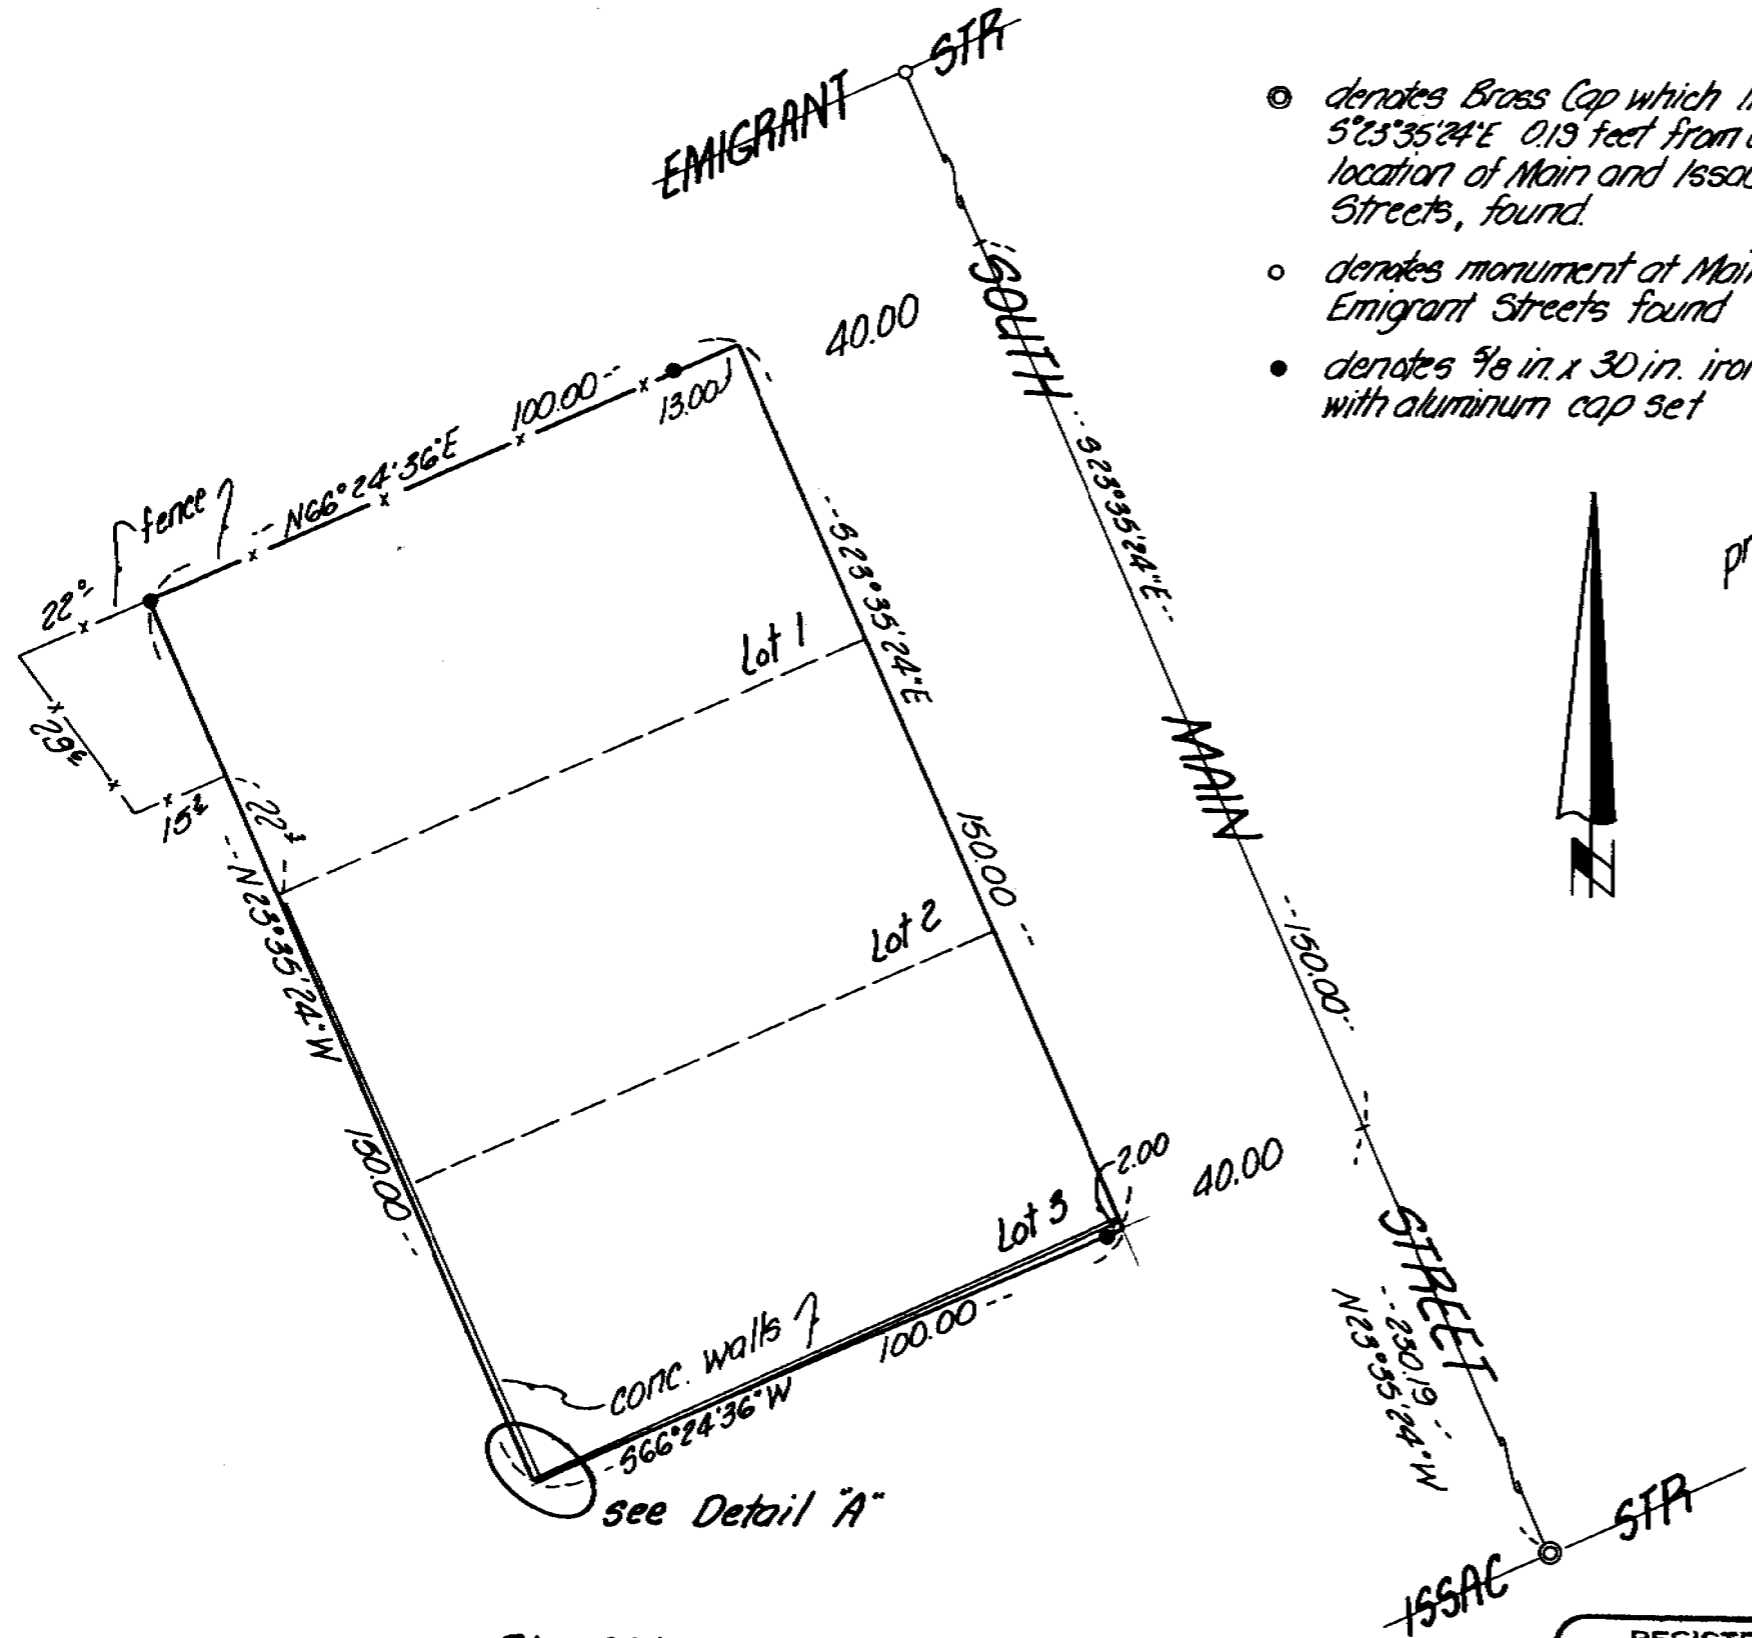 EMIGRANT STR
denotes Brass Cap which
S°23°35'24"E 0.19 feet from
location of Main and Issac
Streets, found.
denotes monument at Main
Emigrant Streets found
denotes 5/8 in. x 30 in. iron
with aluminum cap set
SOUTH
40.00
100.00
13.00
N66°24'36"E
fence
22°
S23°35'24"E
S23°35'24"E
Lot 1
MAIN
29
15
22
N23°35'24"W
150.00
150.00
Lot 2
150.00
2.00
40.00
Lot 3
STREET
230.19
N23°35'24"W
conc. walls
100.00
S66°24'36"W
see Detail "A"
ISSAC STR
N